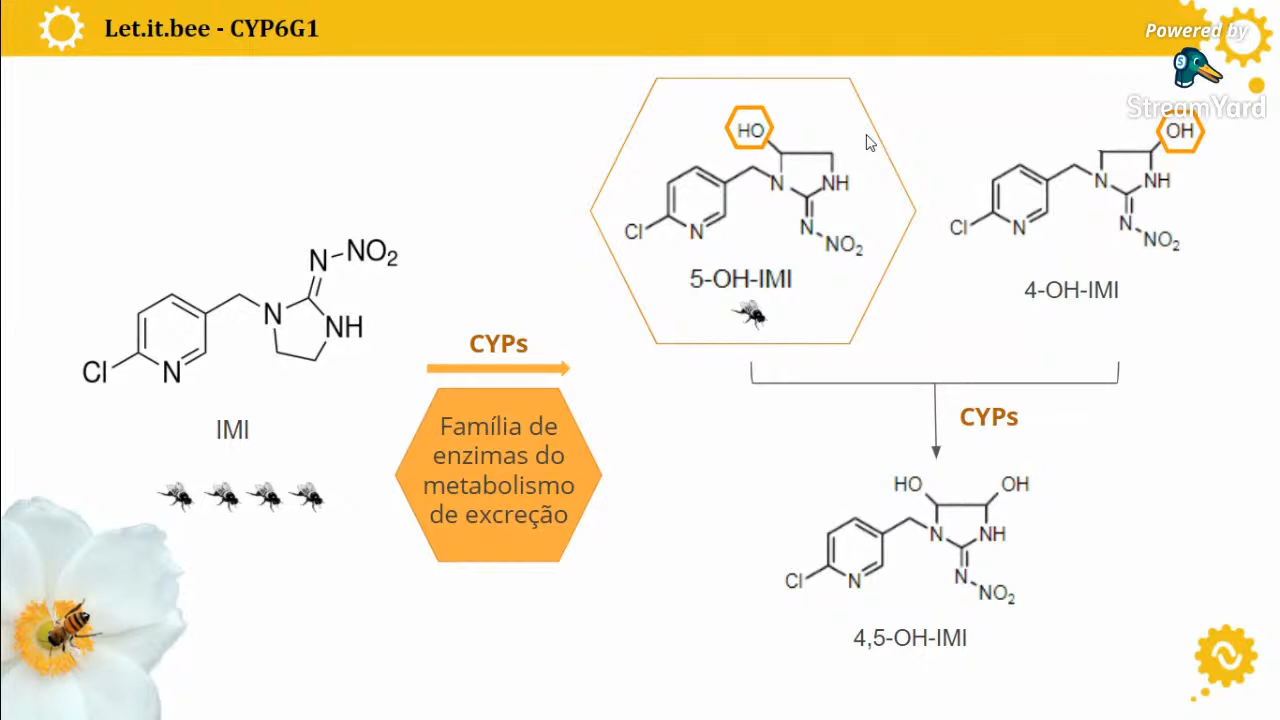 Let.it.bee - CYP6G1
Powered by
StreamYard
HO
N
NH
Cl
N
N
NO2
5-OH-IMI
OH
N
NH
Cl
N
N
NO2
4-OH-IMI
N
NO2
N
NH
Cl
N
IMI
CYPs
Família de
enzimas do
metabolismo
de excreção
CYPs
HO
OH
N
NH
Cl
N
N
NO2
4,5-OH-IMI